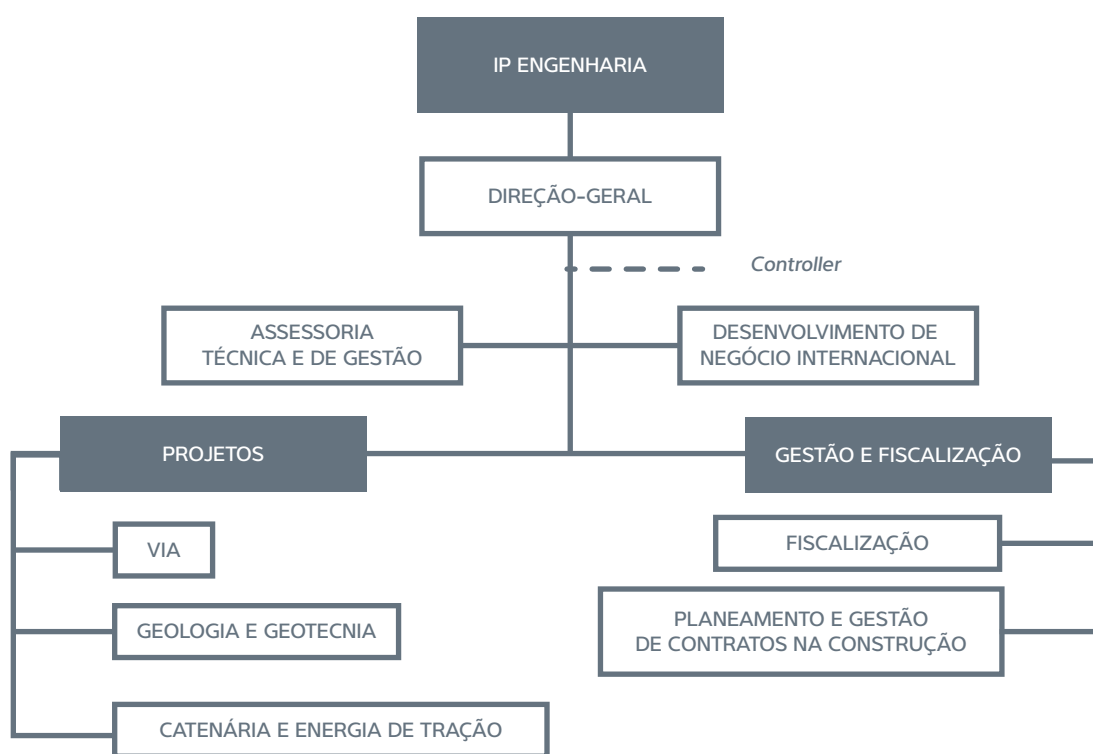 IP ENGENHARIA
DIREÇÃO-GERAL
Controller
ASSESSORIA
TÉCNICA E DE GESTÃO
DESENVOLVIMENTO DE
NEGÓCIO INTERNACIONAL
PROJETOS
GESTÃO E FISCALIZAÇÃO
VIA
FISCALIZAÇÃO
GEOLOGIA E GEOTECNIA
PLANEAMENTO E GESTÃO
DE CONTRATOS NA CONSTRUÇÃO
CATENÁRIA E ENERGIA DE TRAÇÃO